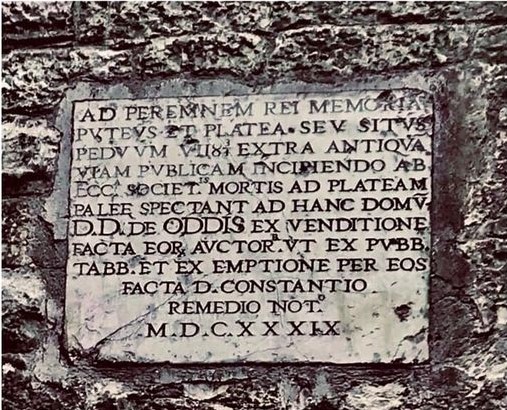 AD PEREMNEM REI MEMORIA
PVTEVS ET PLATEA SEV SITVS
PEDVVM EXTRA ANTIQVA
VIAM PVBLICAM INCIPIENDO AB
ECC. SOCIET. MORTIS AD PLATEAM
PALEE SPECTANT AD HANC DOMV
D.D. DE ODDIS EX VENDITIONE
FACTA EOR. AVCTOR. VT EX PVBB.
TABB. ET EX EMPTIONE PER EOS
FACTA D. CONSTANTIO
REMEDIO NOT.
M.D.C.XXXIX